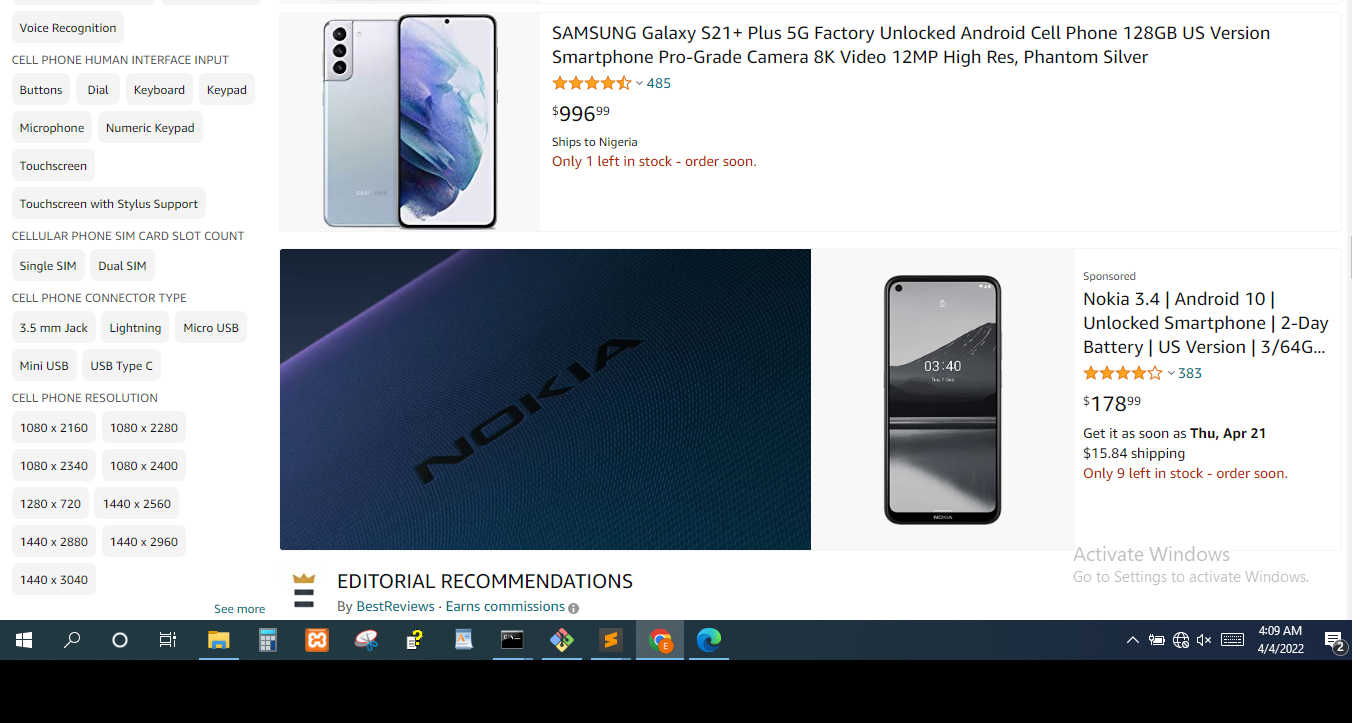 Voice Recognition
CELL PHONE HUMAN INTERFACE INPUT
Buttons Dial Keyboard Keypad
Microphone Numeric Keypad
Touchscreen
Touchscreen with Stylus Support
CELLULAR PHONE SIM CARD SLOT COUNT
Single SIM Dual SIM
CELL PHONE CONNECTOR TYPE
3.5 mm Jack Lightning Micro USB
Mini USB USB Type C
CELL PHONE RESOLUTION
1080 x 2160 1080 x 2280
1080 x 2340 1080 x 2400
1280 x 720 1440 x 2560
1440 x 2880 1440 x 2960
1440 x 3040
See more
SAMSUNG
SAMSUNG Galaxy S21+ Plus 5G Factory Unlocked Android Cell Phone 128GB US Version
Smartphone Pro-Grade Camera 8K Video 12MP High Res, Phantom Silver
485
$99699
Ships to Nigeria
Only 1 left in stock - order soon.
NOKIA
03:40
Tue, 1 Sep
NOKIA
Sponsored
Nokia 3.4 | Android 10 |
Unlocked Smartphone | 2-Day
Battery | US Version | 3/64G...
383
$17899
Get it as soon as Thu, Apr 21
$15.84 shipping
Only 9 left in stock - order soon.
EDITORIAL RECOMMENDATIONS
By BestReviews · Earns commissions
Activate Windows
Go to Settings to activate Windows.
4:09 AM
4/4/2022
2